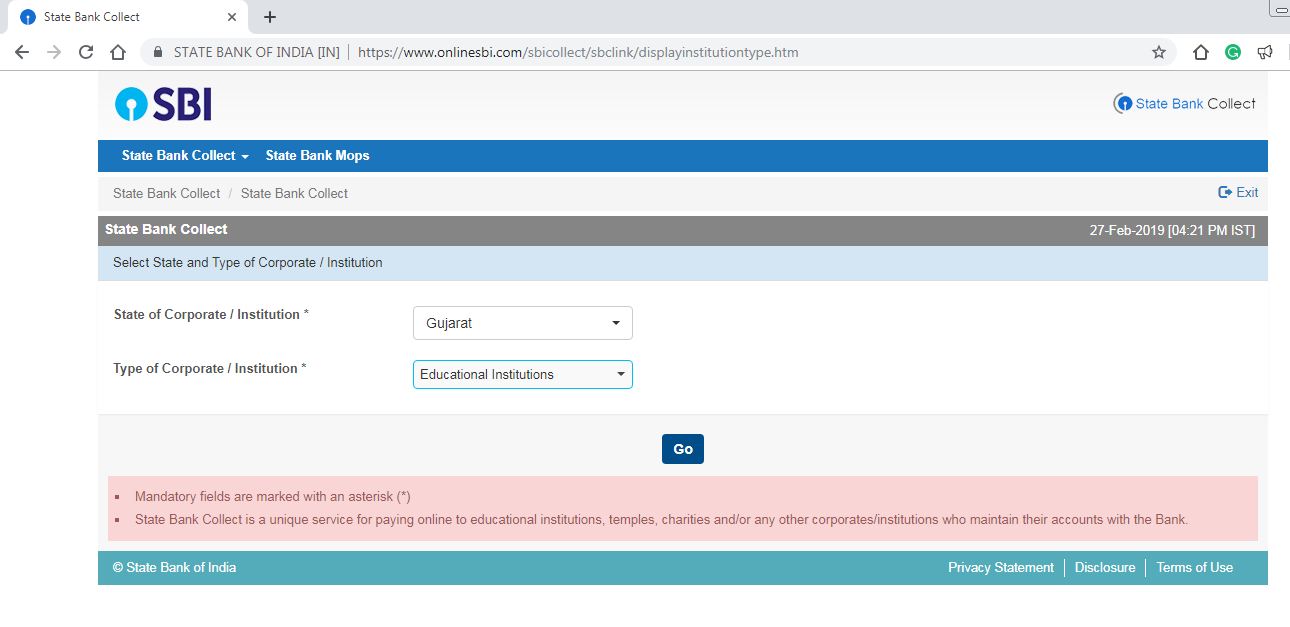 State Bank Collect
STATE BANK OF INDIA [IN] | https://www.onlinesbi.com/sbicollect/sbclink/displayinstitutiontype.htm
SBI
State Bank Collect
State Bank Collect State Bank Mops
State Bank Collect / State Bank Collect Exit
State Bank Collect 27-Feb-2019 [04:21 PM IST]
Select State and Type of Corporate / Institution
State of Corporate / Institution * Gujarat
Type of Corporate / Institution * Educational Institutions
Go
Mandatory fields are marked with an asterisk (*)
State Bank Collect is a unique service for paying online to educational institutions, temples, charities and/or any other corporates/institutions who maintain their accounts with the Bank.
© State Bank of India Privacy Statement | Disclosure | Terms of Use